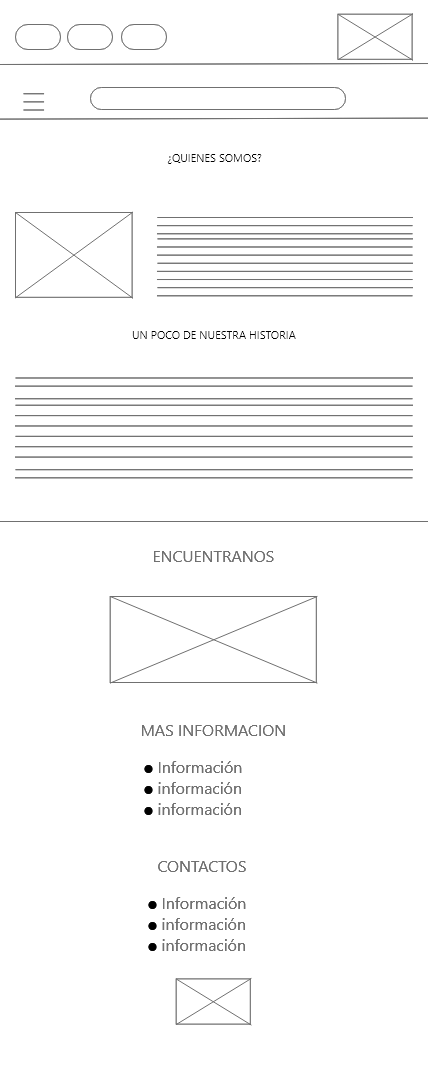 ¿QUIENES SOMOS?
UN POCO DE NUESTRA HISTORIA
ENCUENTRANOS
MAS INFORMACION
Información
información
información
CONTACTOS
Información
información
información